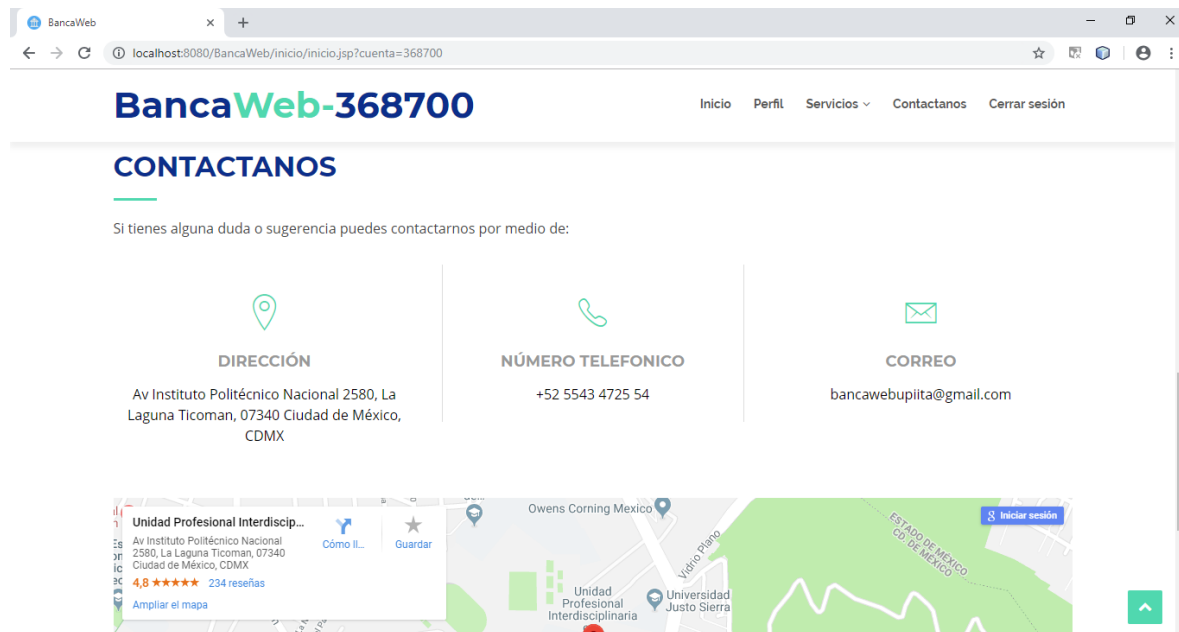 BancaWeb
localhost:8080/BancaWeb/inicio/inicio.jsp?cuenta=368700
BancaWeb-368700
Inicio Perfil Servicios Contactanos Cerrar sesión
CONTACTANOS
Si tienes alguna duda o sugerencia puedes contactarnos por medio de:
DIRECCIÓN
Av Instituto Politécnico Nacional 2580, La
Laguna Ticoman, 07340 Ciudad de México,
CDMX
NÚMERO TELEFONICO
+52 5543 4725 54
CORREO
bancawebupiita@gmail.com
Unidad Profesional Interdiscip...
Av Instituto Politécnico Nacional
2580, La Laguna Ticoman, 07340
Ciudad de México, CDMX
4,8 ★★★★★ 234 reseñas
Ampliar el mapa
Cómo ll...
Guardar
Owens Corning Mexico
Vidrio Plano
Unidad
Profesional
Interdisciplinaria
Universidad
Justo Sierra
ESTADO DE MÉXICO
CD. DE MÉXICO
Iniciar sesión